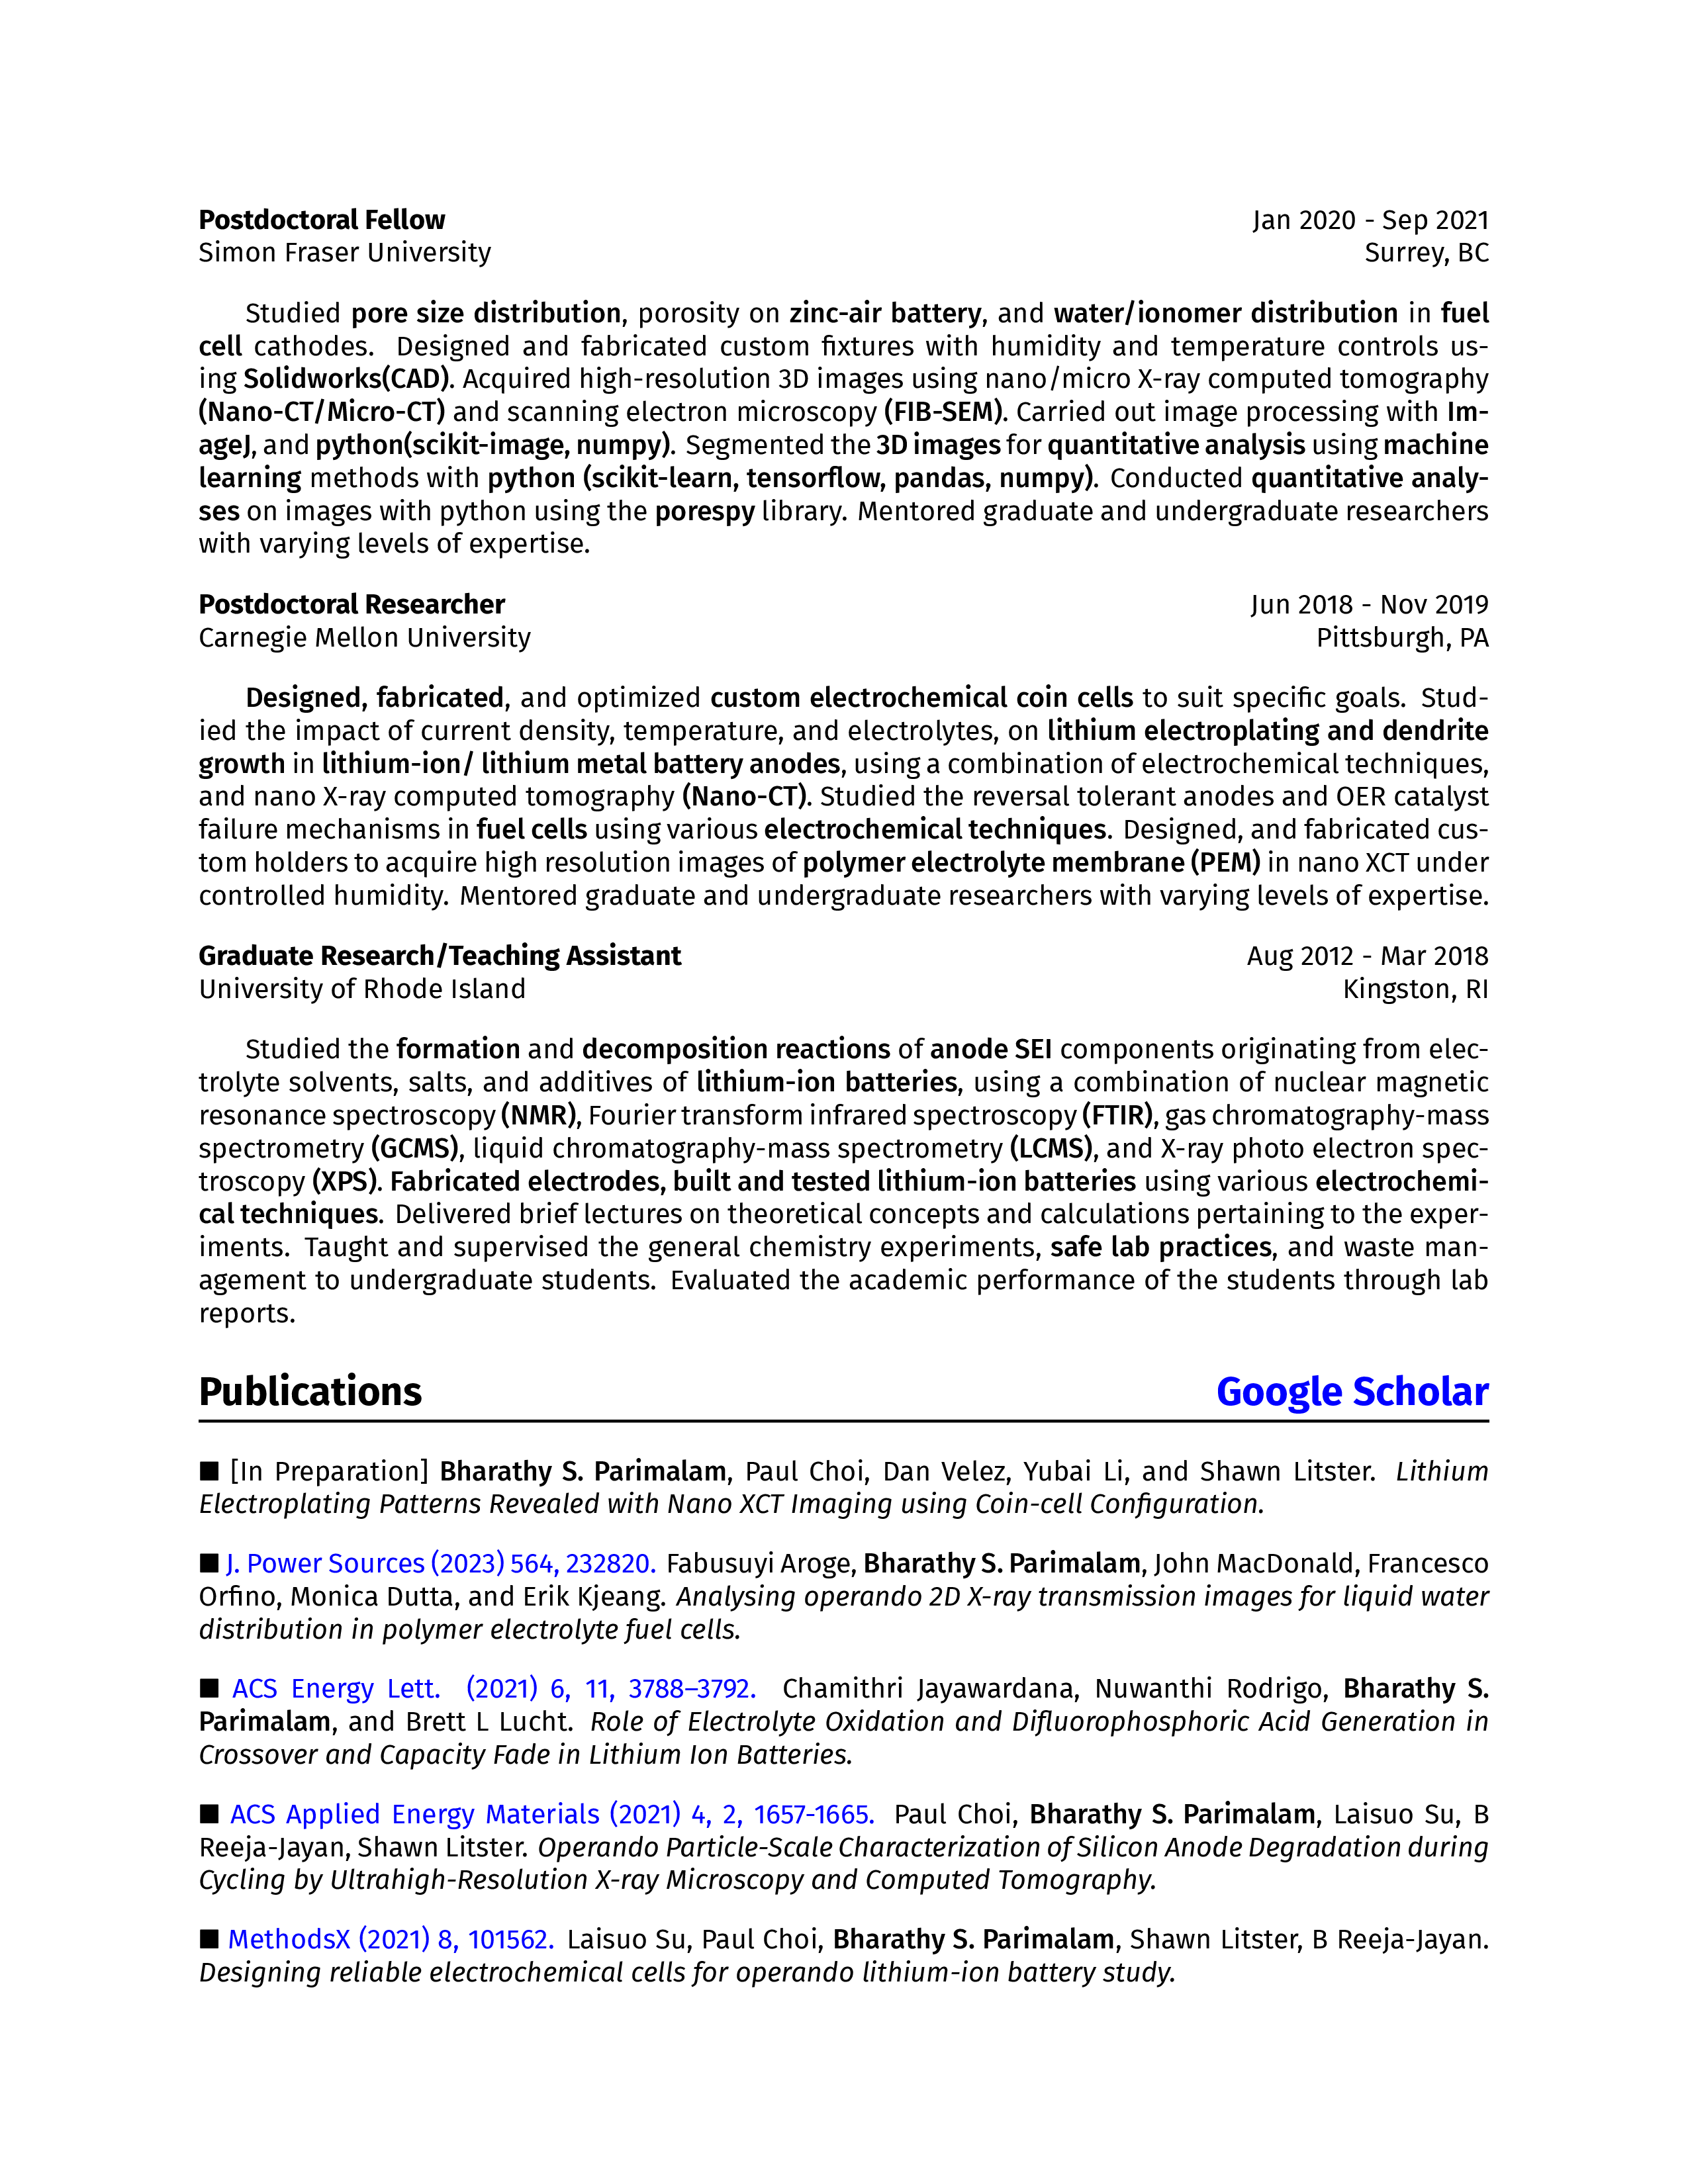 Postdoctoral Fellow Jan 2020 - Sep 2021
Simon Fraser University Surrey, BC
Studied pore size distribution, porosity on zinc-air battery, and water/ionomer distribution in fuel
cell cathodes. Designed and fabricated custom fixtures with humidity and temperature controls us-
ing Solidworks(CAD). Acquired high-resolution 3D images using nano/micro X-ray computed tomography
(Nano-CT/Micro-CT) and scanning electron microscopy (FIB-SEM). Carried out image processing with Im-
ageJ, and python(scikit-image, numpy). Segmented the 3D images for quantitative analysis using machine
learning methods with python (scikit-learn, tensorflow, pandas, numpy). Conducted quantitative analy-
ses on images with python using the porespy library. Mentored graduate and undergraduate researchers
with varying levels of expertise.
Postdoctoral Researcher Jun 2018 - Nov 2019
Carnegie Mellon University Pittsburgh, PA
Designed, fabricated, and optimized custom electrochemical coin cells to suit specific goals. Stud-
ied the impact of current density, temperature, and electrolytes, on lithium electroplating and dendrite
growth in lithium-ion/ lithium metal battery anodes, using a combination of electrochemical techniques,
and nano X-ray computed tomography (Nano-CT). Studied the reversal tolerant anodes and OER catalyst
failure mechanisms in fuel cells using various electrochemical techniques. Designed, and fabricated cus-
tom holders to acquire high resolution images of polymer electrolyte membrane (PEM) in nano XCT under
controlled humidity. Mentored graduate and undergraduate researchers with varying levels of expertise.
Graduate Research/Teaching Assistant Aug 2012 - Mar 2018
University of Rhode Island Kingston, RI
Studied the formation and decomposition reactions of anode SEI components originating from elec-
trolyte solvents, salts, and additives of lithium-ion batteries, using a combination of nuclear magnetic
resonance spectroscopy (NMR), Fourier transform infrared spectroscopy (FTIR), gas chromatography-mass
spectrometry (GCMS), liquid chromatography-mass spectrometry (LCMS), and X-ray photo electron spec-
troscopy (XPS). Fabricated electrodes, built and tested lithium-ion batteries using various electrochemi-
cal techniques. Delivered brief lectures on theoretical concepts and calculations pertaining to the exper-
iments. Taught and supervised the general chemistry experiments, safe lab practices, and waste man-
agement to undergraduate students. Evaluated the academic performance of the students through lab
reports.
Publications Google Scholar
■ [In Preparation] Bharathy S. Parimalam, Paul Choi, Dan Velez, Yubai Li, and Shawn Litster. Lithium
Electroplating Patterns Revealed with Nano XCT Imaging using Coin-cell Configuration.
■ J. Power Sources (2023) 564, 232820. Fabusuyi Aroge, Bharathy S. Parimalam, John MacDonald, Francesco
Orfino, Monica Dutta, and Erik Kjeang. Analysing operando 2D X-ray transmission images for liquid water
distribution in polymer electrolyte fuel cells.
■ ACS Energy Lett. (2021) 6, 11, 3788–3792. Chamithri Jayawardana, Nuwanthi Rodrigo, Bharathy S.
Parimalam, and Brett L Lucht. Role of Electrolyte Oxidation and Difluorophosphoric Acid Generation in
Crossover and Capacity Fade in Lithium Ion Batteries.
■ ACS Applied Energy Materials (2021) 4, 2, 1657-1665. Paul Choi, Bharathy S. Parimalam, Laisuo Su, B
Reeja-Jayan, Shawn Litster. Operando Particle-Scale Characterization of Silicon Anode Degradation during
Cycling by Ultrahigh-Resolution X-ray Microscopy and Computed Tomography.
■ MethodsX (2021) 8, 101562. Laisuo Su, Paul Choi, Bharathy S. Parimalam, Shawn Litster, B Reeja-Jayan.
Designing reliable electrochemical cells for operando lithium-ion battery study.